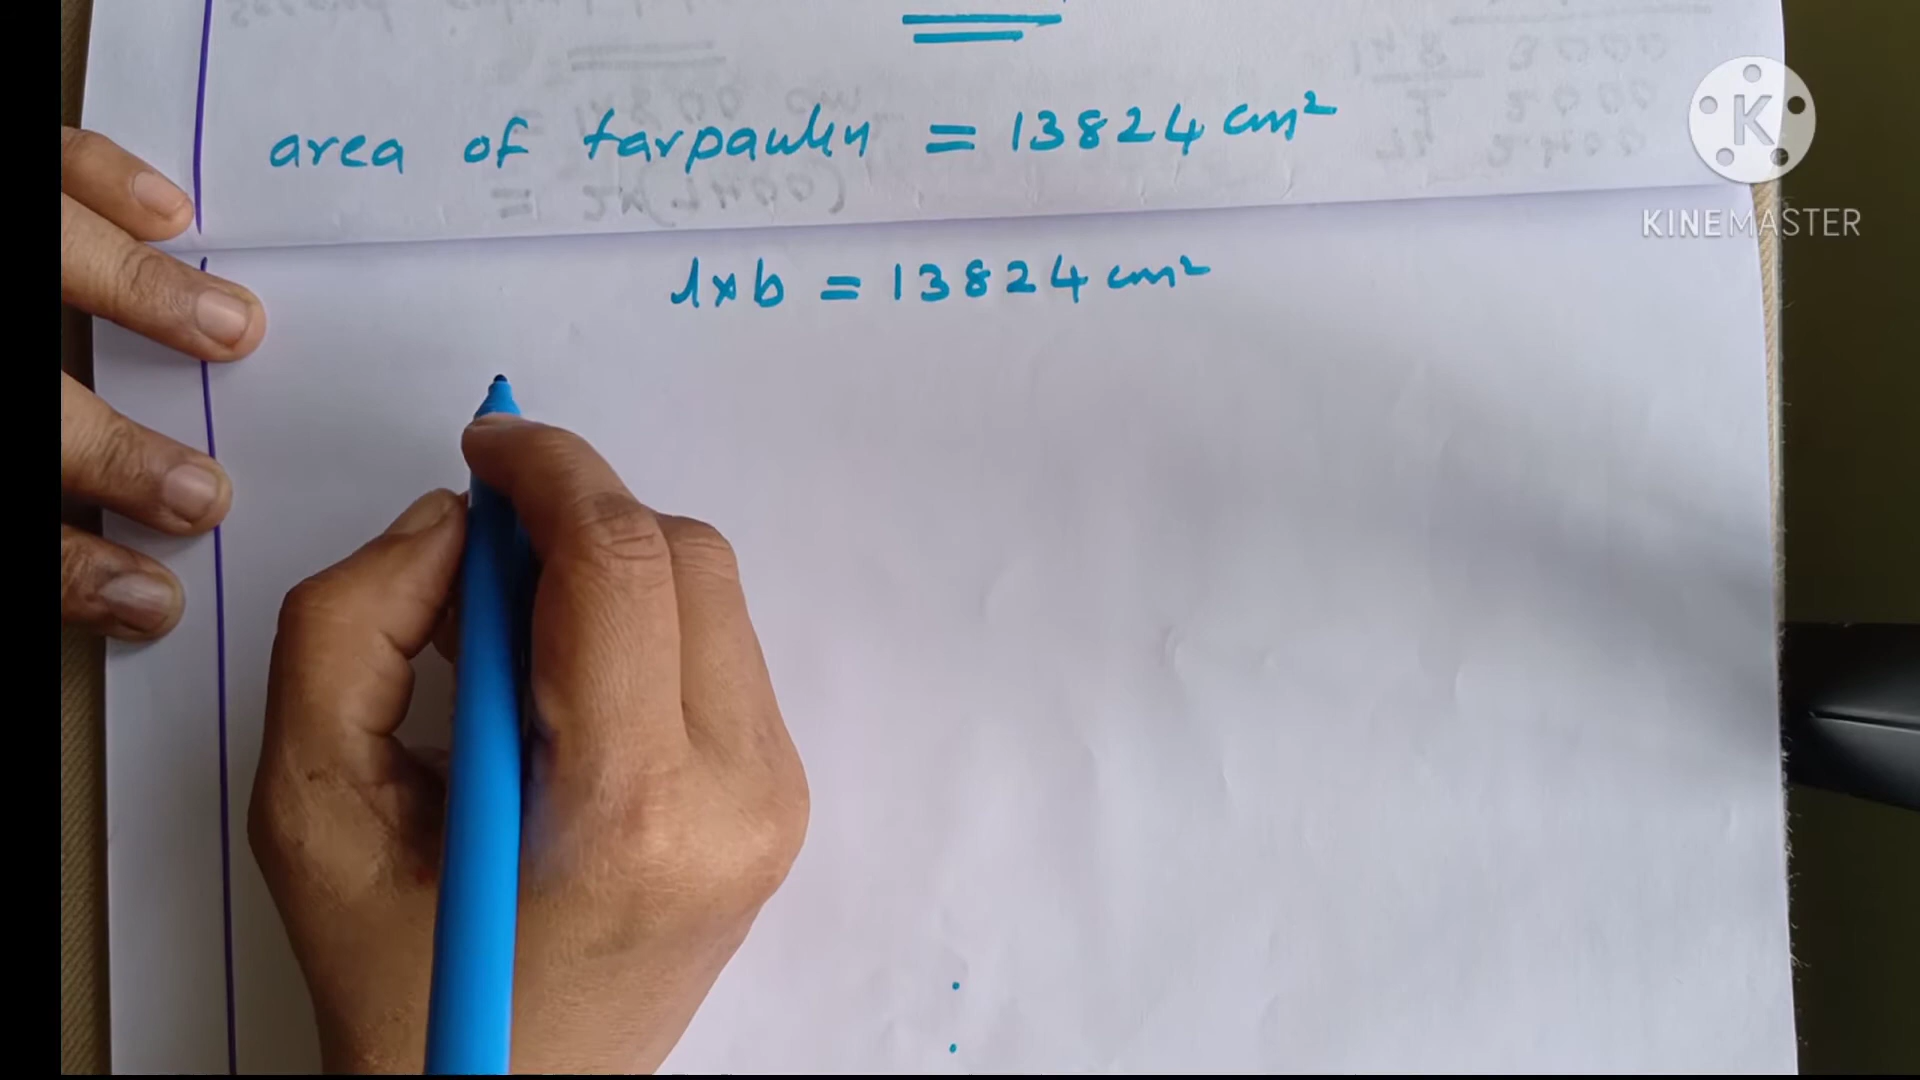 area of tarpaulin = 13824 cm²
K
KINEMASTER
l×b = 13824 cm²